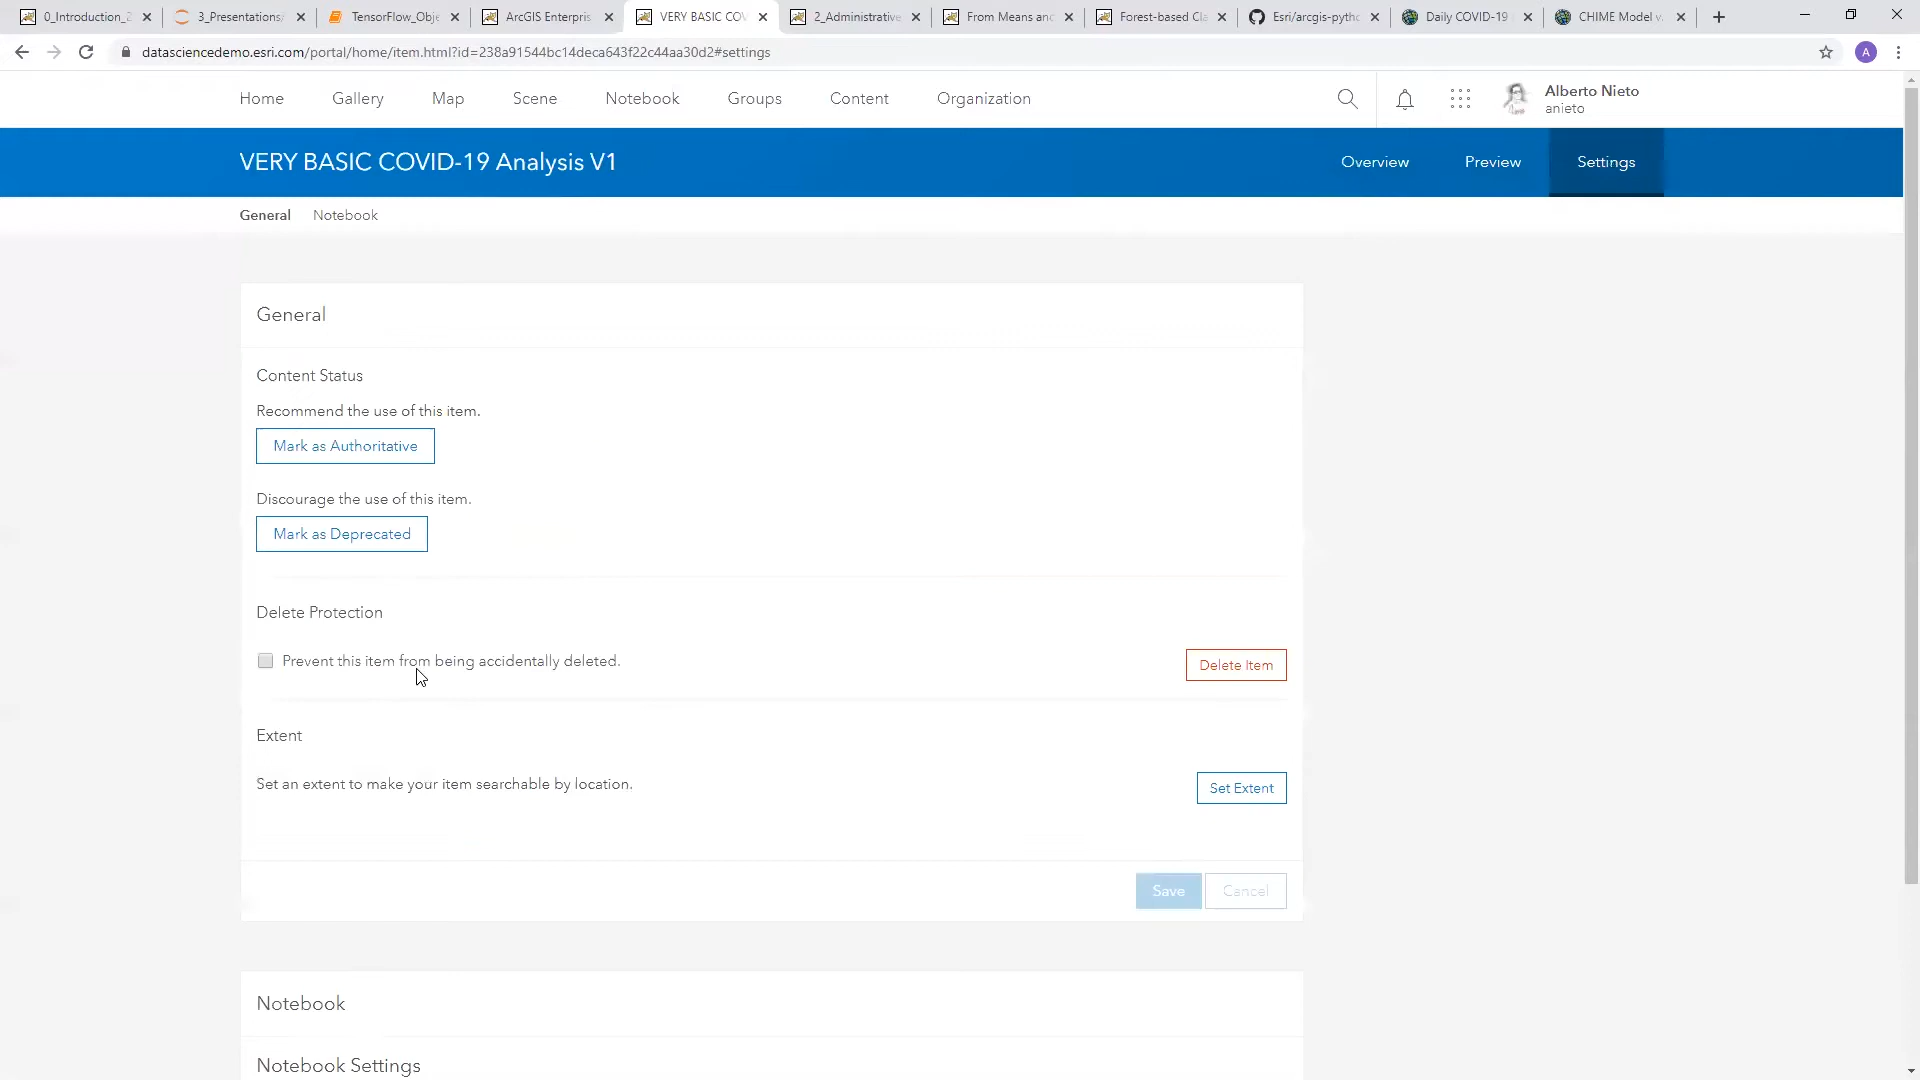 0_Introduction_2
3_Presentations/
TensorFlow_Obje
ArcGIS Enterpris
VERY BASIC COV
2_Administrative
From Means and
Forest-based Cla
Esri/arcgis-pytho
Daily COVID-19
CHIME Model v.
datasciencedemo.esri.com/portal/home/item.html?id=238a91544bc14deca643f22c44aa30d2#settings
A
Home Gallery Map Scene Notebook Groups Content Organization
Alberto Nieto
anieto
VERY BASIC COVID-19 Analysis V1
Overview Preview Settings
General Notebook
General
Content Status
Recommend the use of this item.
Mark as Authoritative
Discourage the use of this item.
Mark as Deprecated
Delete Protection
Prevent this item from being accidentally deleted.
Delete Item
Extent
Set an extent to make your item searchable by location.
Set Extent
Save Cancel
Notebook
Notebook Settings